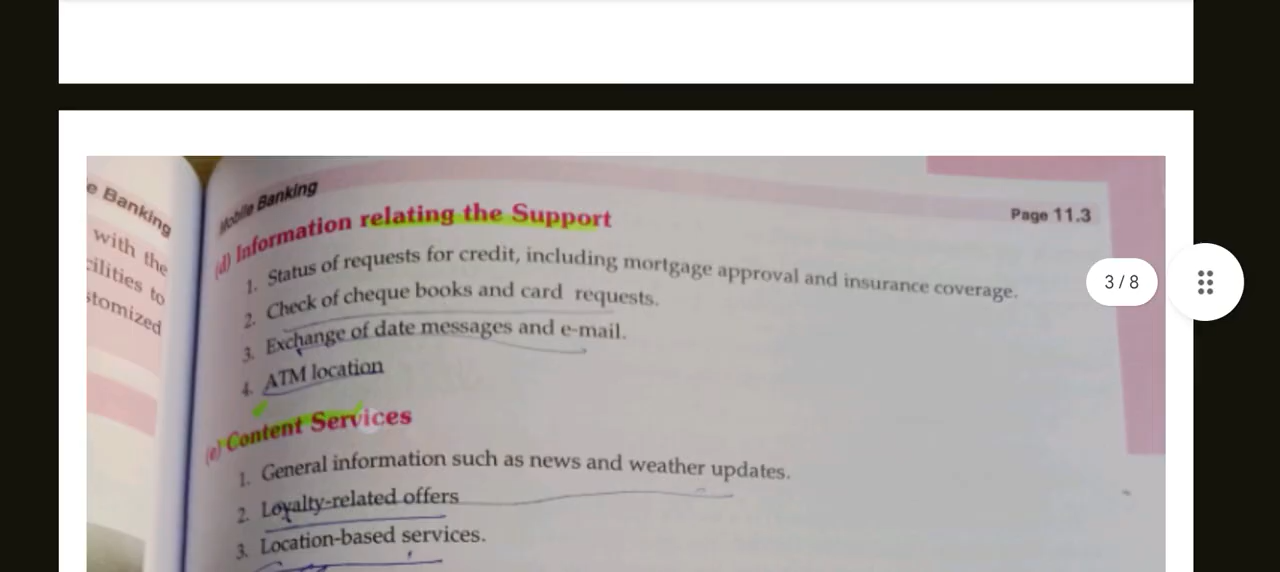 e Banking
with the
cilities to
stomized
Mobile Banking
Page 11.3
(d) Information relating the Support
1. Status of requests for credit, including mortgage approval and insurance coverage.
2. Check of cheque books and card requests.
3. Exchange of date messages and e-mail.
4. ATM location
(e) Content Services
1. General information such as news and weather updates.
2. Loyalty-related offers
3. Location-based services.
3 / 8